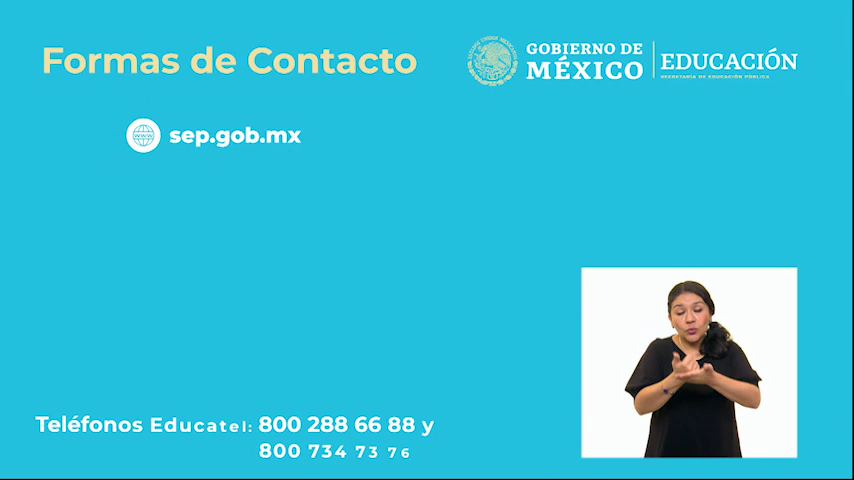 Formas de Contacto
GOBIERNO DE
MÉXICO
EDUCACIÓN
SECRETARÍA DE EDUCACIÓN PÚBLICA
www
sep.gob.mx
Teléfonos Educatel: 800 288 66 88 y
800 734 73 76